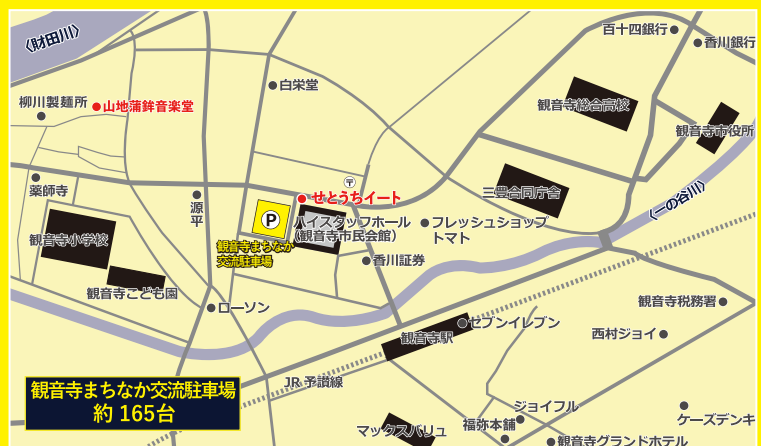 〈財田川〉
百十四銀行
香川銀行
白栄堂
柳川製麺所
山地蒲鉾音楽堂
観音寺総合高校
観音寺市役所
〒
薬師寺
せとうちイート
三豊合同庁舎
〈一の谷川〉
源平
P
ハイスタッフホール
(観音寺市民会館)
フレッシュショップ
トマト
観音寺小学校
観音寺まちなか
交流駐車場
香川証券
観音寺こども園
ローソン
観音寺税務署
セブンイレブン
観音寺駅
西村ジョイ
JR 予讃線
観音寺まちなか交流駐車場
約 165台
ジョイフル
ケーズデンキ
マックスバリュ
福弥本舗
観音寺グランドホテル